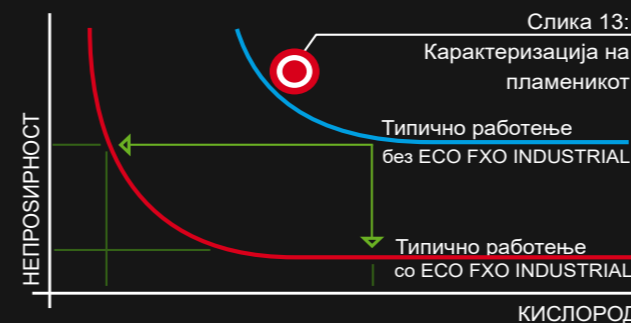 Слика 13:
Карактеризација на
пламеникот
НЕПРОЅИРНОСТ
Типично работење
без ECO FXO INDUSTRIAL
Типично работење
со ECO FXO INDUSTRIAL
КИСЛОРОД